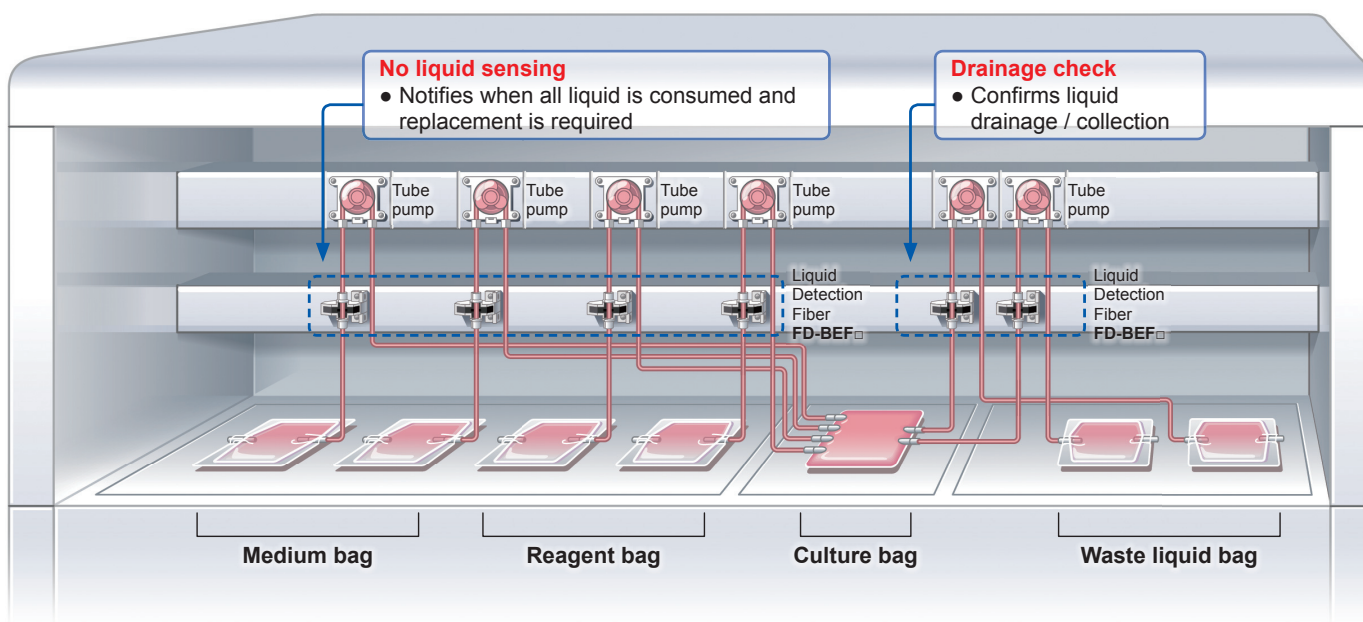 No liquid sensing
● Notifies when all liquid is consumed and
replacement is required
Drainage check
● Confirms liquid
drainage / collection
Tube
pump
Tube
pump
Tube
pump
Tube
pump
Tube
pump
Liquid
Detection
Fiber
FD-BEF□
Liquid
Detection
Fiber
FD-BEF□
Medium bag
Reagent bag
Culture bag
Waste liquid bag